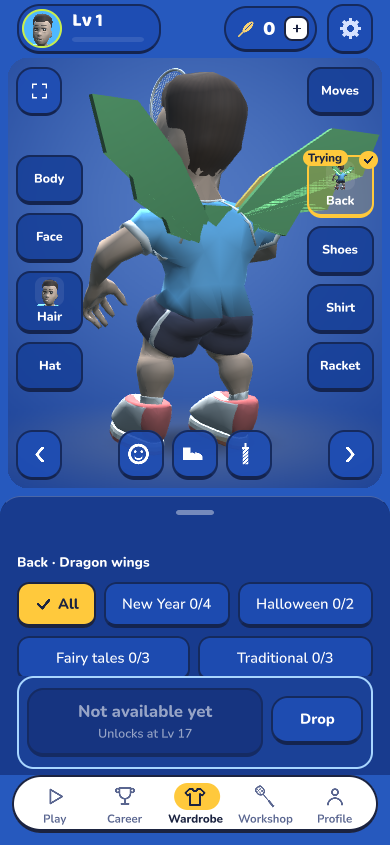 Lv 1
0
+
Moves
Body
Trying
Back
Face
Shoes
Hair
Shirt
Hat
Racket
Back · Dragon wings
All
New Year 0/4
Halloween 0/2
Fairy tales 0/3
Traditional 0/3
Not available yet
Unlocks at Lv 17
Drop
Play
Career
Wardrobe
Workshop
Profile